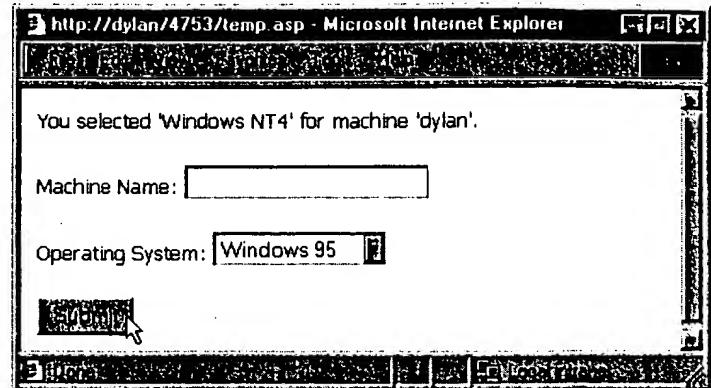 http://dylan/4753/temp.asp - Microsoft Internet Explorer
You selected 'Windows NT4' for machine 'dylan'.
Machine Name:
Operating System: Windows 95
Submit
Done